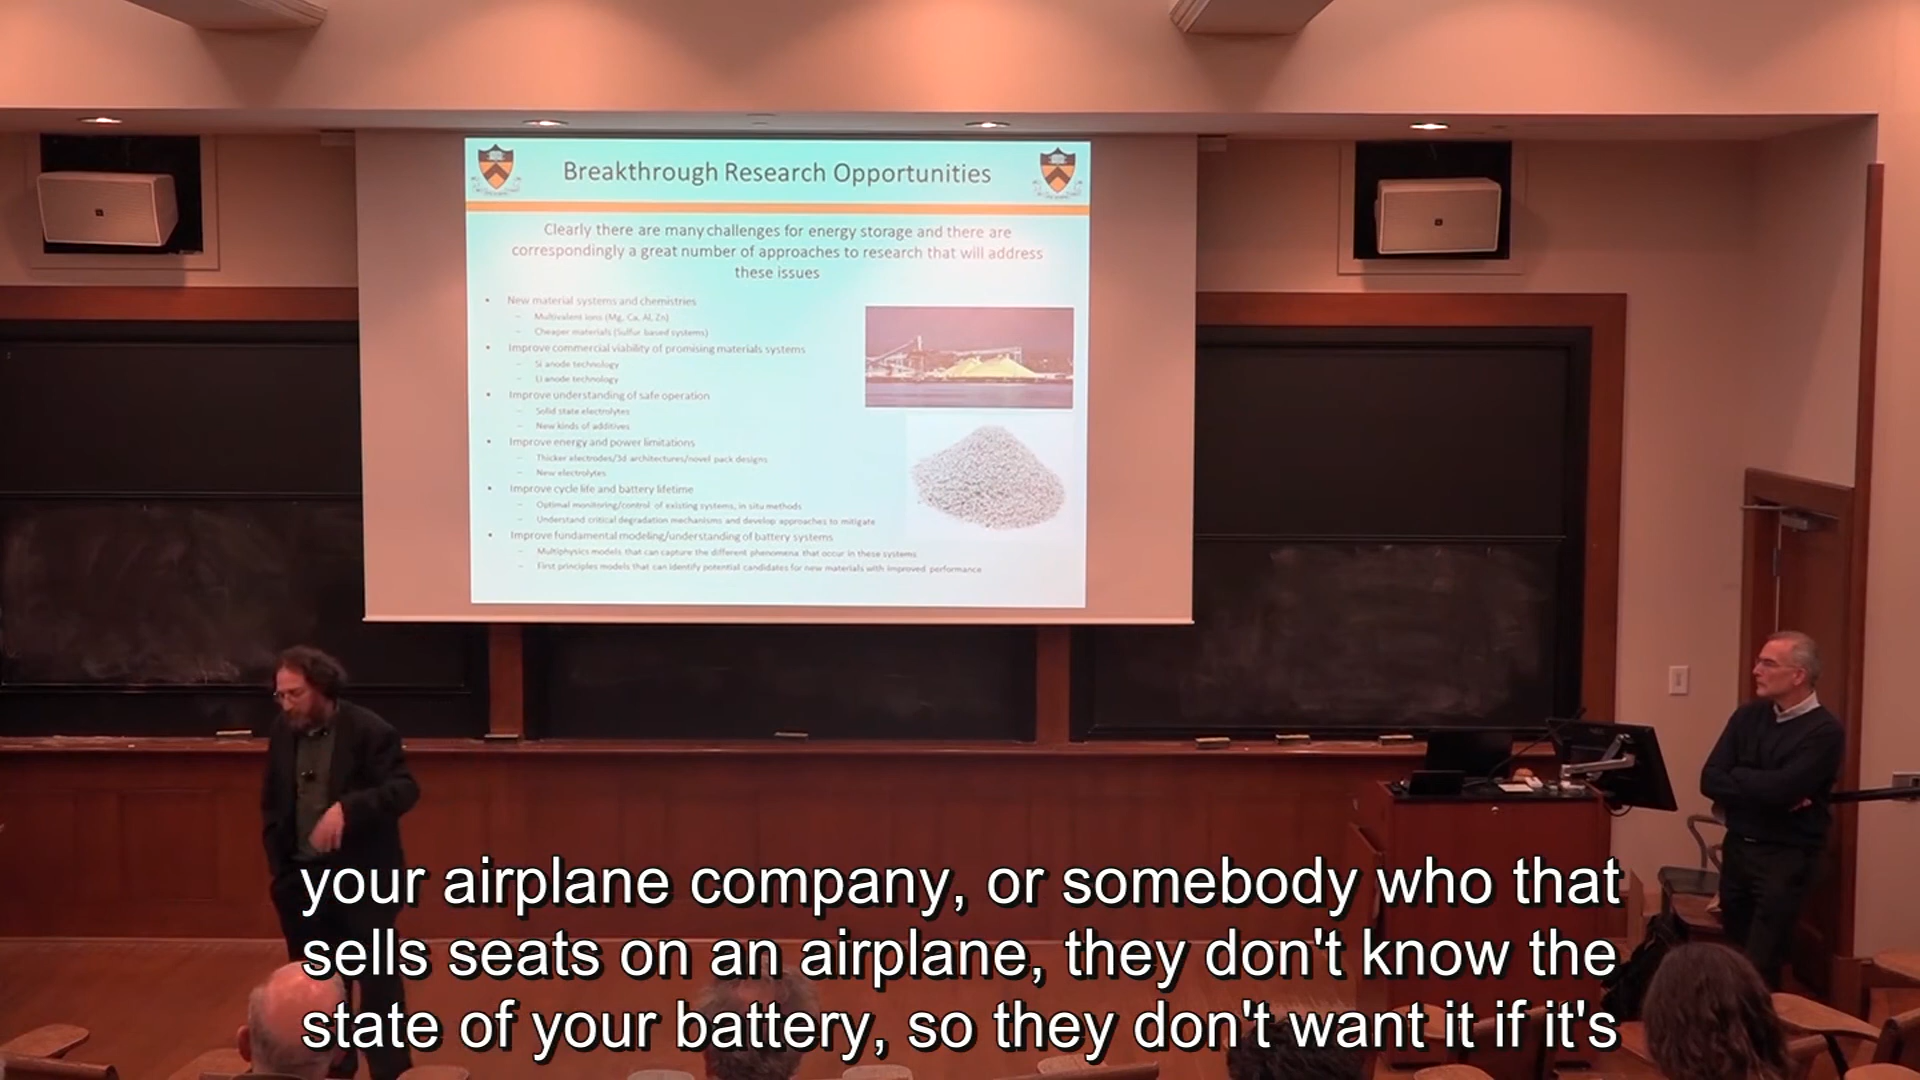 Breakthrough Research Opportunities
Clearly there are many challenges for energy storage and there are
correspondingly a great number of approaches to research that will address
these issues
• New material systems and chemistries
– Multivalent ions (Mg, Ca, Al, Zn)
– Cheaper materials (Sulfur based systems)
• Improve commercial viability of promising materials systems
– Si anode technology
– Li anode technology
• Improve understanding of safe operation
– Solid state electrolytes
– New kinds of additives
• Improve energy and power limitations
– Thicker electrodes/3d architectures/novel pack designs
– New electrolytes
• Improve cycle life and battery lifetime
– Optimal monitoring/control of existing systems, in situ methods
– Understand critical degradation mechanisms and develop approaches to mitigate
• Improve fundamental modeling/understanding of battery systems
– Multiphysics models that can capture the different phenomena that occur in these systems
– First principles models that can identify potential candidates for new materials with improved performance
your airplane company, or somebody who that
sells seats on an airplane, they don't know the
state of your battery, so they don't want it if it's